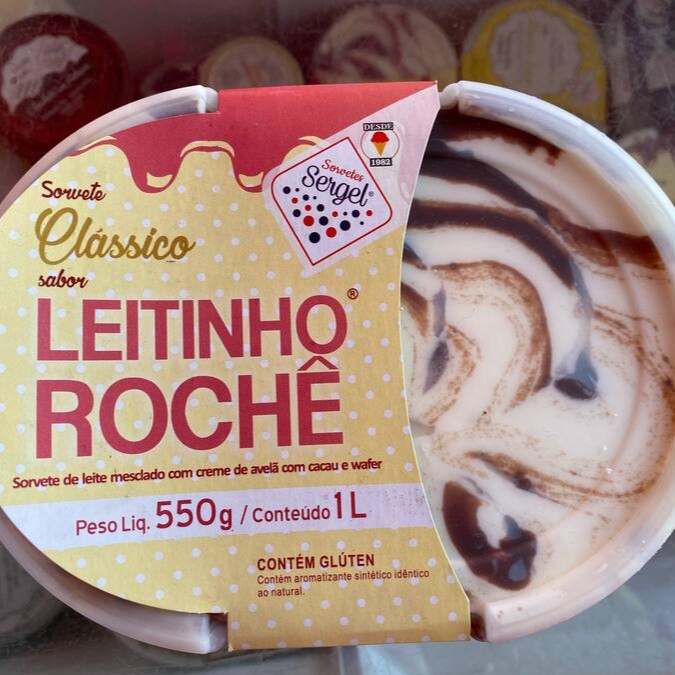 DESDE
1982
Sorvetes
Sergel®
Sorvete
Clássico
sabor
LEITINHO®
ROCHÊ
Sorvete de leite mesclado com creme de avelã com cacau e wafer
Peso Liq. 550g / Conteúdo 1L
CONTÉM GLÚTEN
Contém aromatizante sintético idêntico
ao natural.